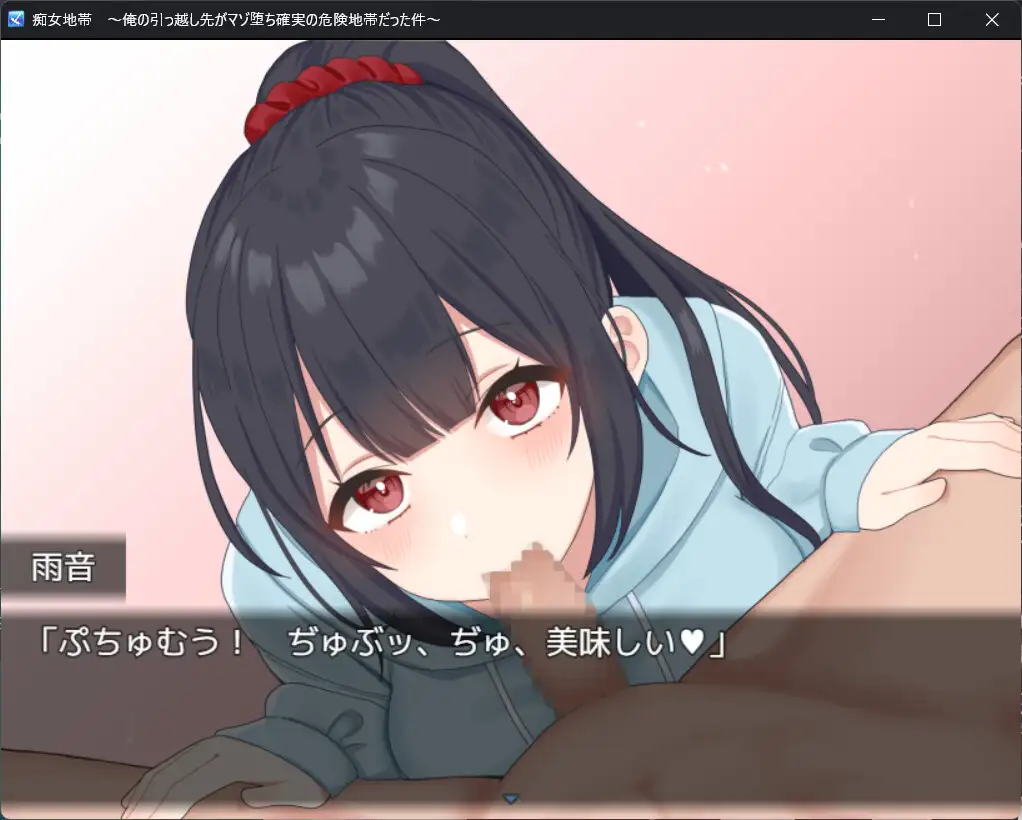 痴女地帯　～俺の引っ越し先がマゾ堕ち確実の危険地帯だった件～
雨音
「ぷちゅむう！　ぢゅぶッ、ぢゅ、美味しい♥」